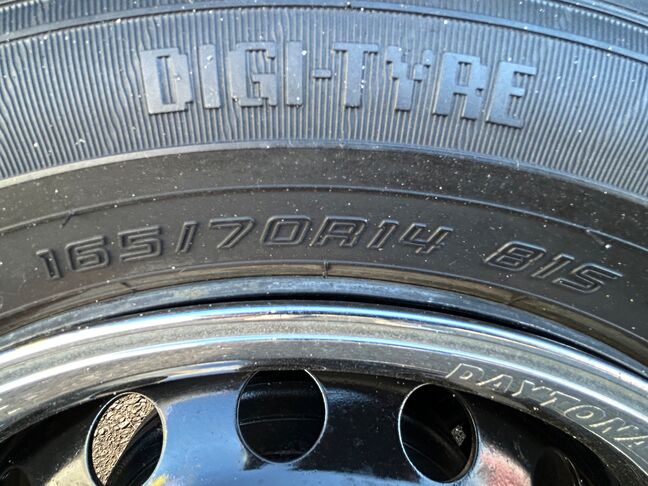 DIGI-TYRE
165/70R14 81S
DAYTONA